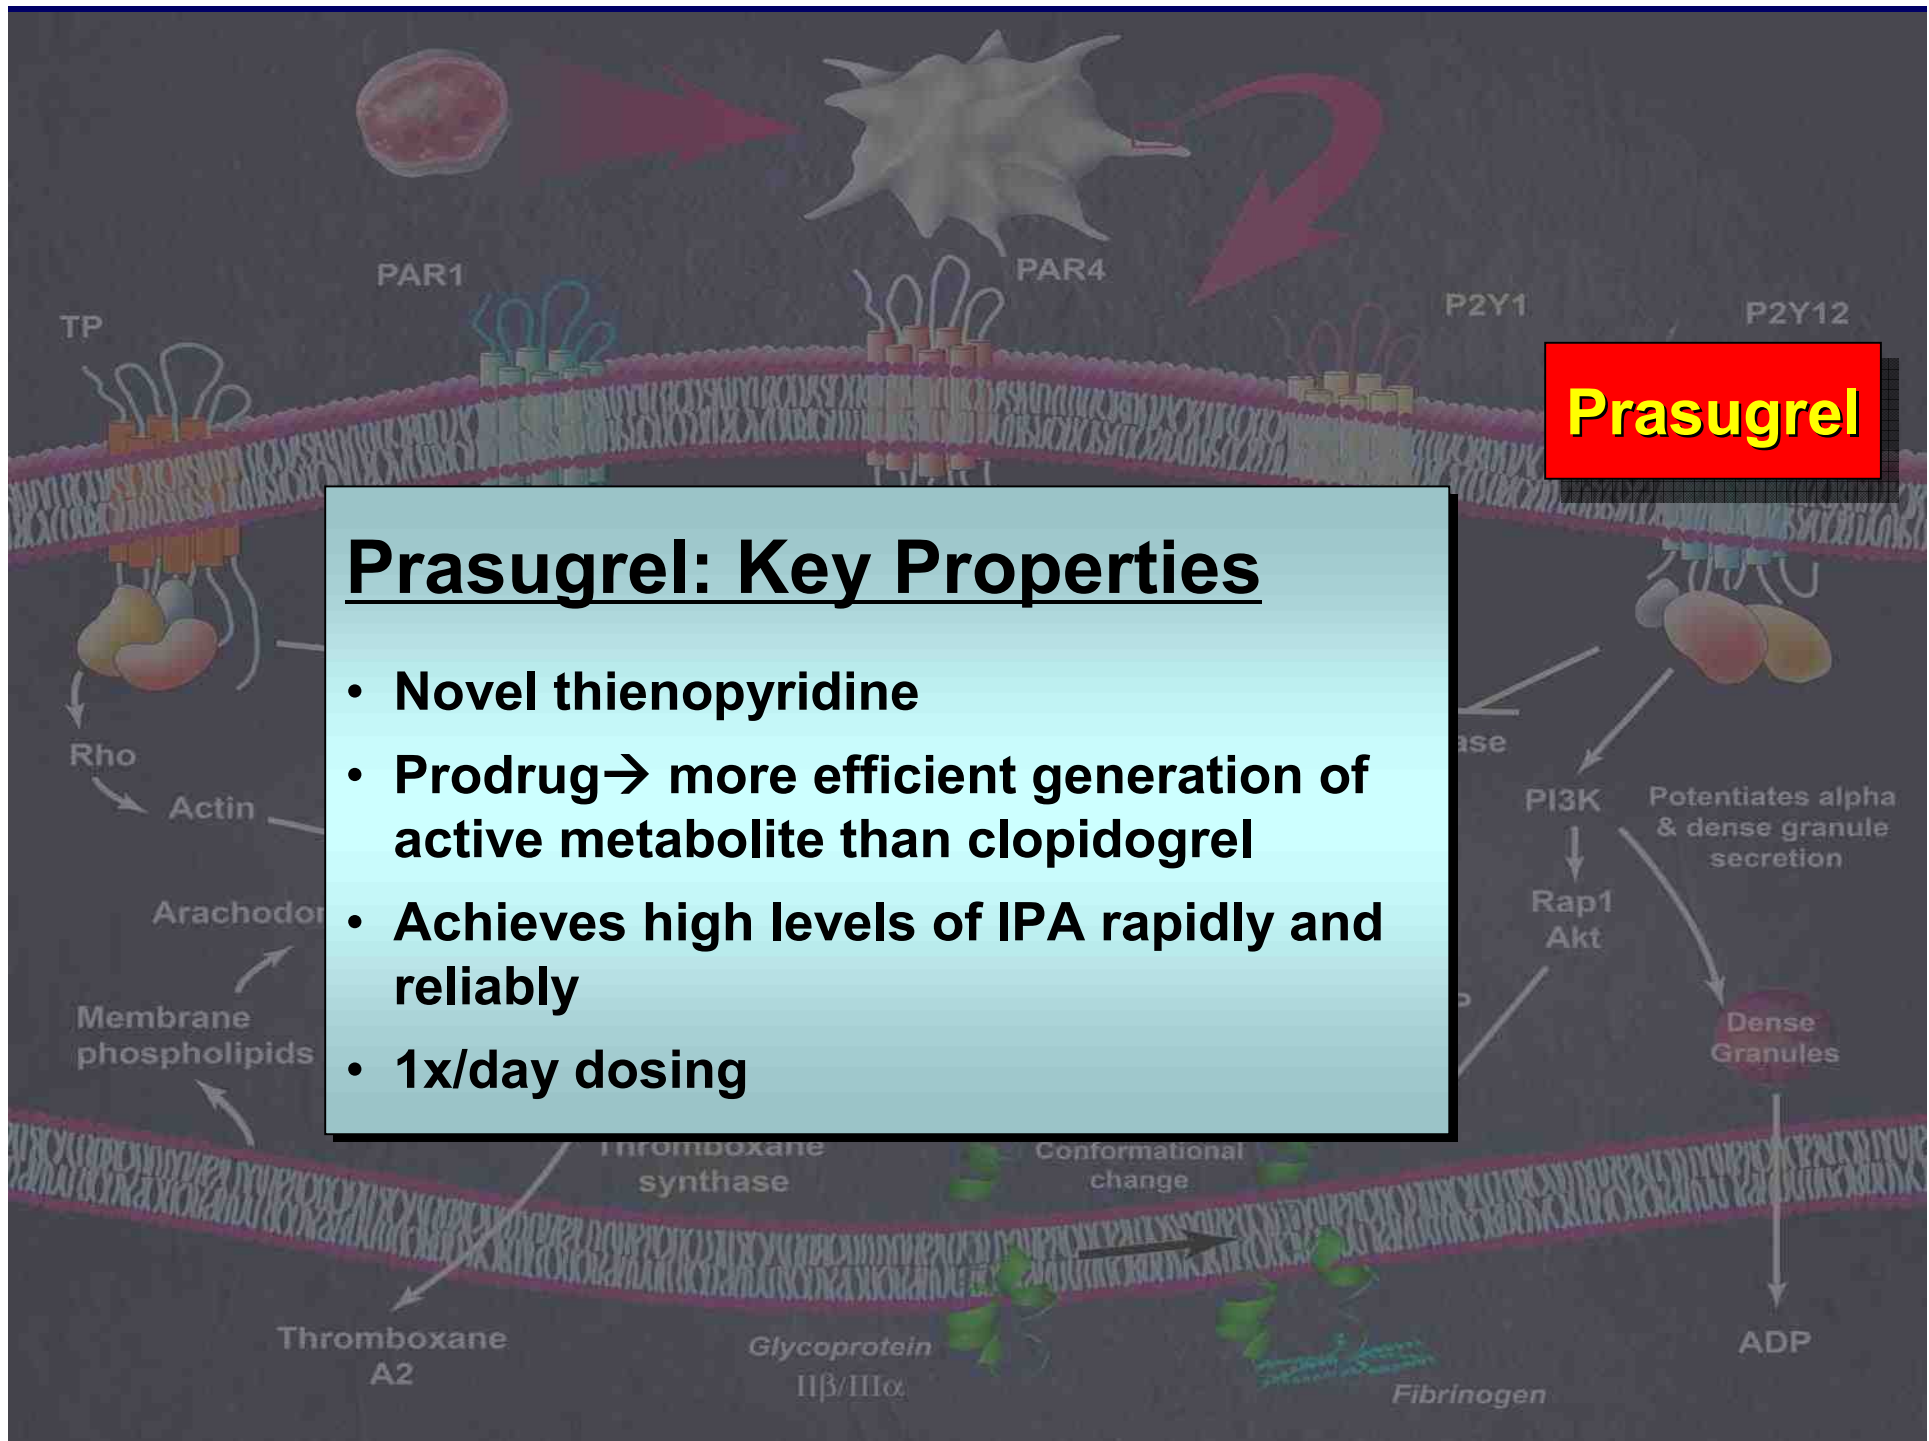 PAR1
PAR4
P2Y1
P2Y12
TP
Prasugrel
Prasugrel: Key Properties
• Novel thienopyridine
• Prodrug→ more efficient generation of
active metabolite than clopidogrel
• Achieves high levels of IPA rapidly and
reliably
• 1x/day dosing
Rho
Actin
Membrane
phospholipids
PI3K
Potentiates alpha
& dense granule
secretion
Rap1
Akt
Dense
Granules
Thromboxane
synthase
Conformational
change
Thromboxane
A2
Glycoprotein
IIβ/IIIα
Fibrinogen
ADP